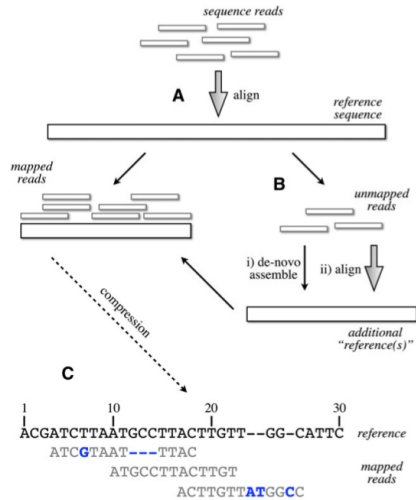 sequence reads
A
align
reference
sequence
mapped
reads
B
unmapped
reads
i) de-novo
assemble
ii) align
additional
"reference(s)"
compression
C
1 10 20 30
ACGATCTTAATGCCTTACTTGTT--GG-CATTC reference
ATCGTAAT---TTAC
ATGCCTTACTTGT
mapped
reads
ACTTGTTATGGCC